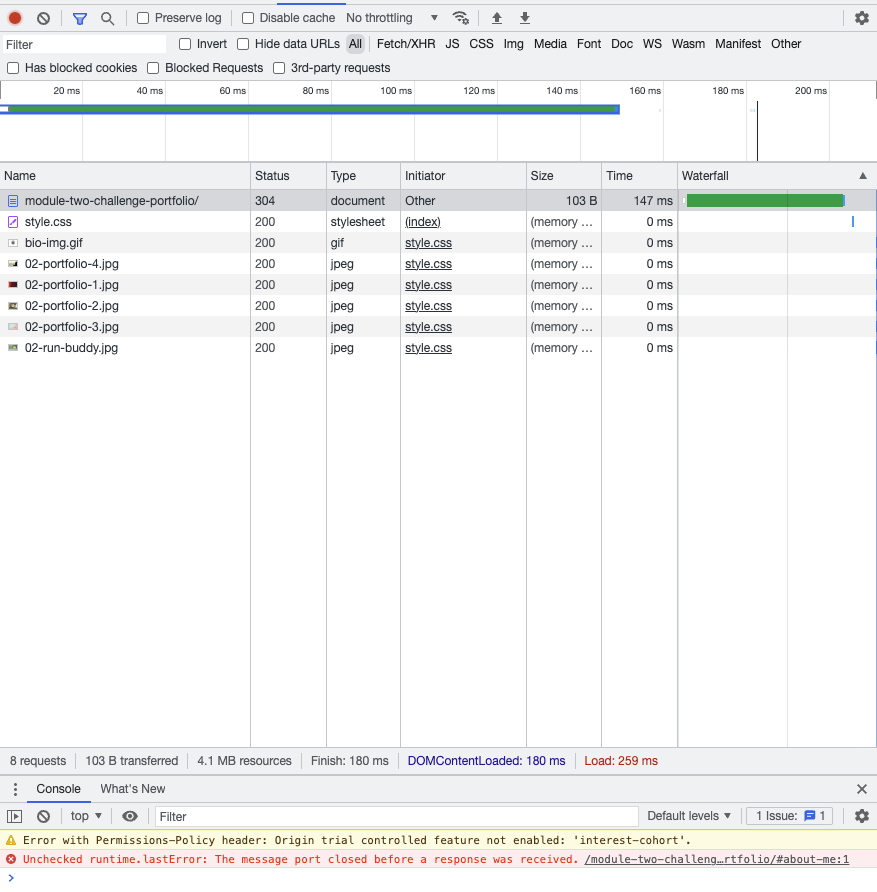 Preserve log Disable cache No throttling
Filter Invert Hide data URLs All Fetch/XHR JS CSS Img Media Font Doc WS Wasm Manifest Other
Has blocked cookies Blocked Requests 3rd-party requests
20 ms 40 ms 60 ms 80 ms 100 ms 120 ms 140 ms 160 ms 180 ms 200 ms
Name Status Type Initiator Size Time Waterfall
module-two-challenge-portfolio/ 304 document Other 103 B 147 ms
style.css 200 stylesheet (index) (memory … 0 ms
bio-img.gif 200 gif style.css (memory … 0 ms
02-portfolio-4.jpg 200 jpeg style.css (memory … 0 ms
02-portfolio-1.jpg 200 jpeg style.css (memory … 0 ms
02-portfolio-2.jpg 200 jpeg style.css (memory … 0 ms
02-portfolio-3.jpg 200 jpeg style.css (memory … 0 ms
02-run-buddy.jpg 200 jpeg style.css (memory … 0 ms
8 requests 103 B transferred 4.1 MB resources Finish: 180 ms DOMContentLoaded: 180 ms Load: 259 ms
Console What's New
top Filter Default levels 1 Issue: 1
Error with Permissions-Policy header: Origin trial controlled feature not enabled: 'interest-cohort'.
Unchecked runtime.lastError: The message port closed before a response was received. /module-two-challeng…rtfolio/#about-me:1